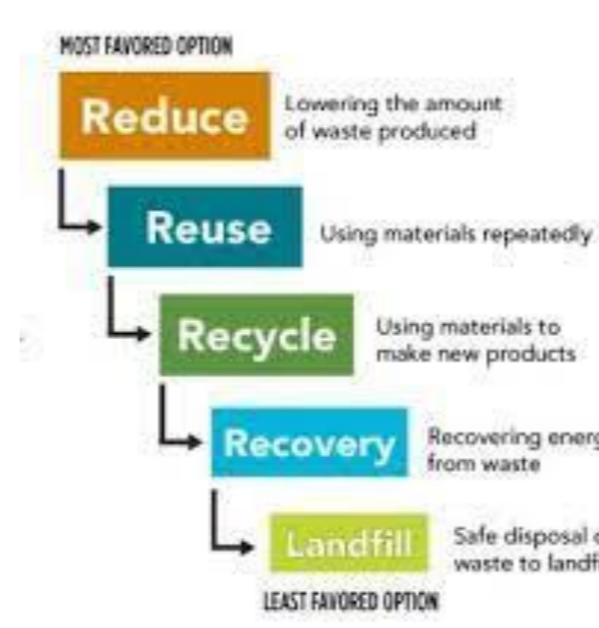 MOST FAVORED OPTION
Reduce
Lowering the amount
of waste produced
Reuse
Using materials repeatedly
Recycle
Using materials to
make new products
Recovery
Recovering energ
from waste
Landfill
Safe disposal
waste to landf
LEAST FAVORED OPTION